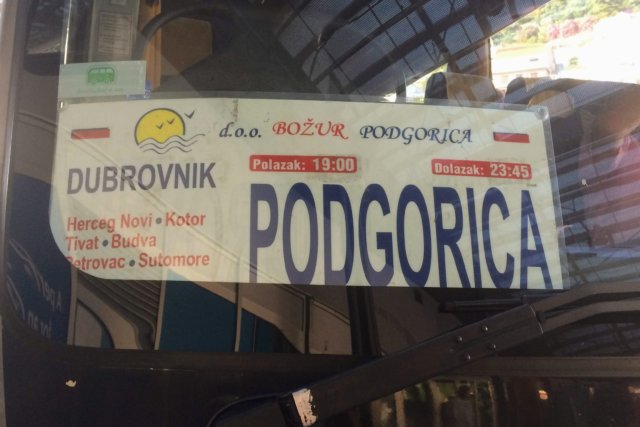 d.o.o. BOŽUR PODGORICA
Polazak: 19:00
Dolazak: 23:45
DUBROVNIK
PODGORICA
Herceg Novi • Kotor
Tivat • Budva
Petrovac • Sutomore